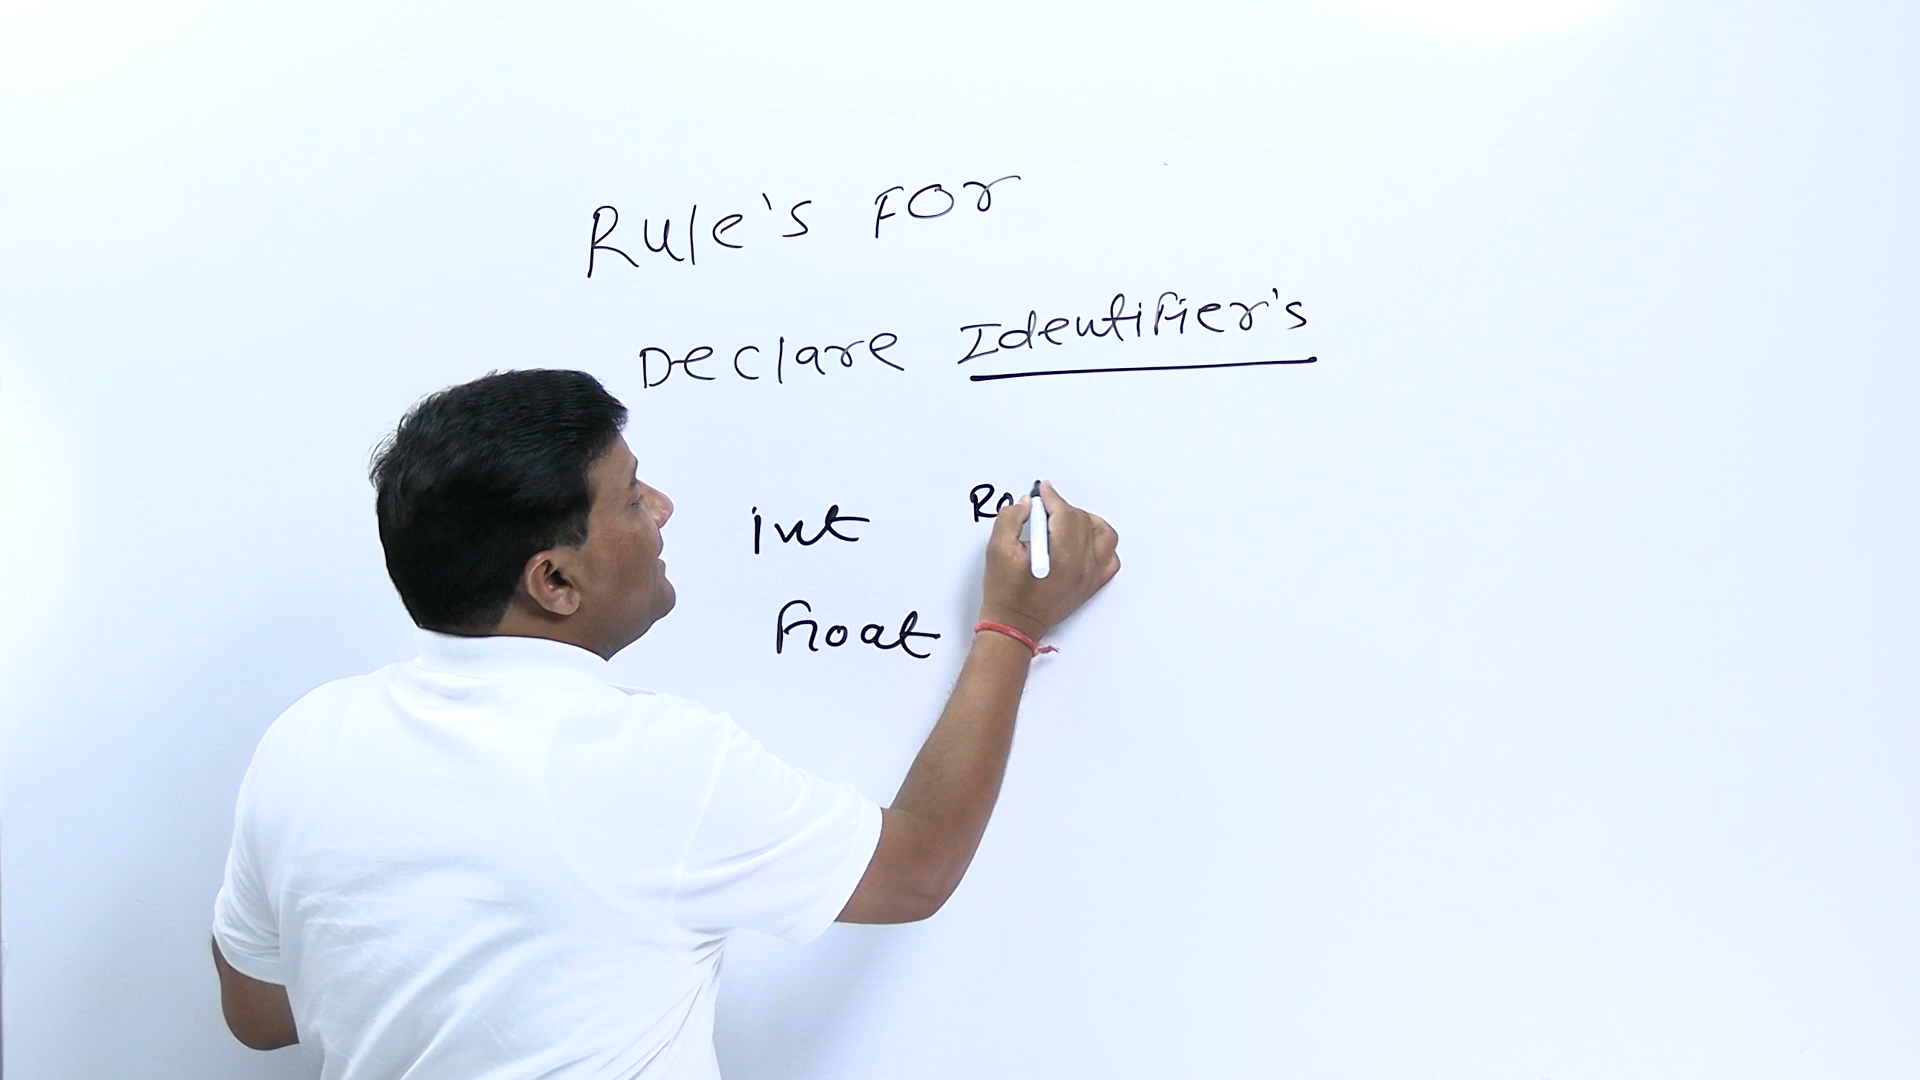 Rule's For
Declare Identifier's
int
float